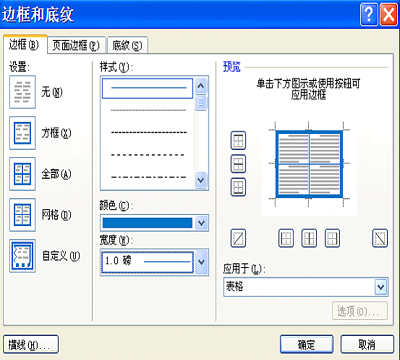 边框和底纹
边框(B) 页面边框(P) 底纹(S)
设置:
无(N)
方框(X)
全部(A)
网格(D)
自定义(U)
样式(Y):
颜色(C):
宽度(W):
1.0 磅
预览
单击下方图示或使用按钮可
应用边框
应用于(L):
表格
选项(O)...
横线(H)...
确定
取消